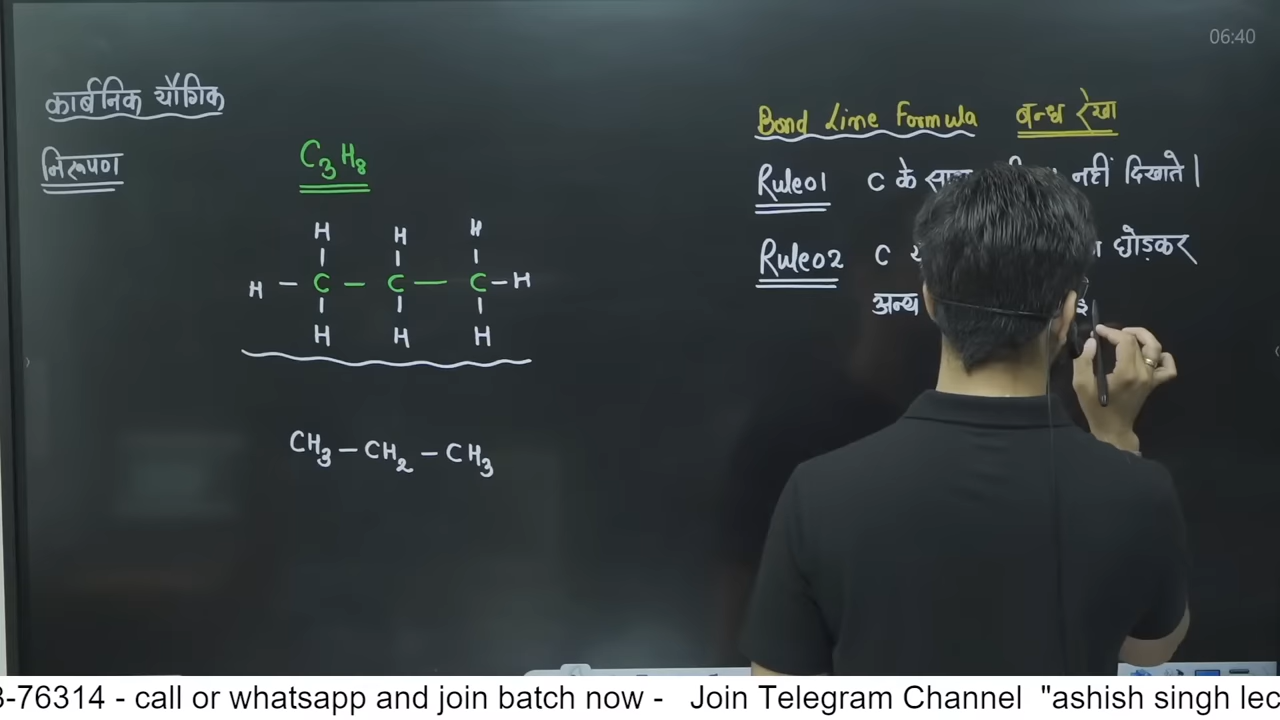 06:40
कार्बनिक यौगिक
निरूपण
C3H8
H H H
H - C - C - C - H
H H H
CH3 - CH2 - CH3
Bond Line Formula बन्ध रेखा
Rule01 C के नहीं दिखाते।
Rule02 C छोड़कर
अन्य
-76314 - call or whatsapp and join batch now - Join Telegram Channel "ashish singh lec